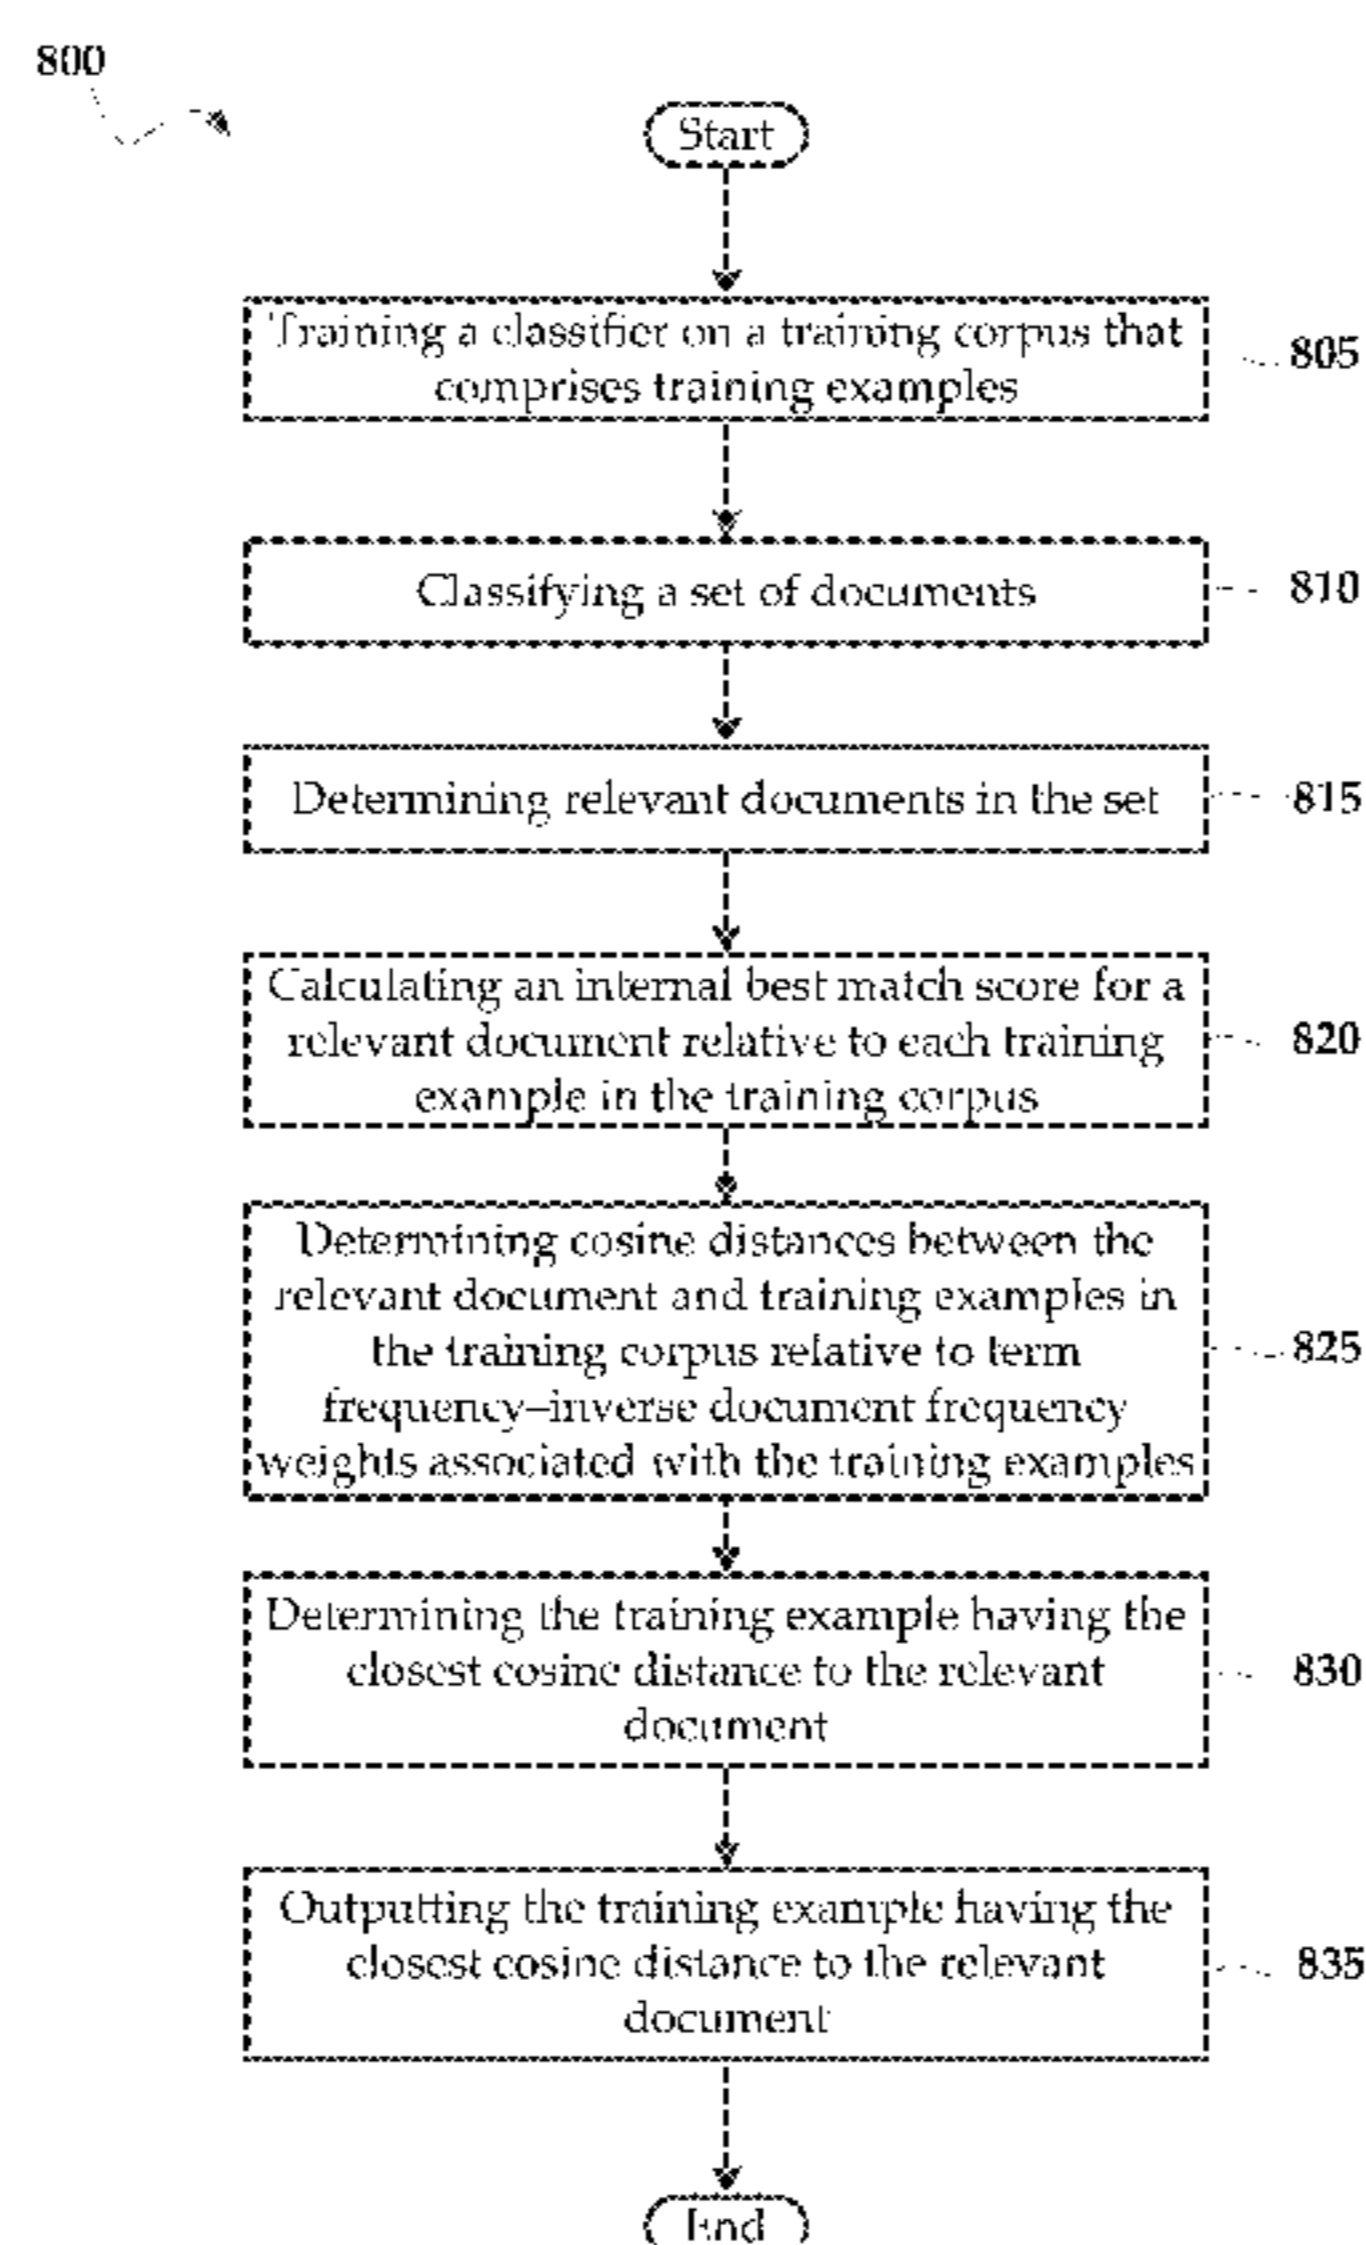 800
Start
Training a classifier on a training corpus that
comprises training examples
805
Classifying a set of documents
810
Determining relevant documents in the set
815
Calculating an internal best match score for a
relevant document relative to each training
example in the training corpus
820
Determining cosine distances between the
relevant document and training examples in
the training corpus relative to term
frequency–inverse document frequency
weights associated with the training examples
825
Determining the training example having the
closest cosine distance to the relevant
document
830
Outputting the training example having the
closest cosine distance to the relevant
document
835
End